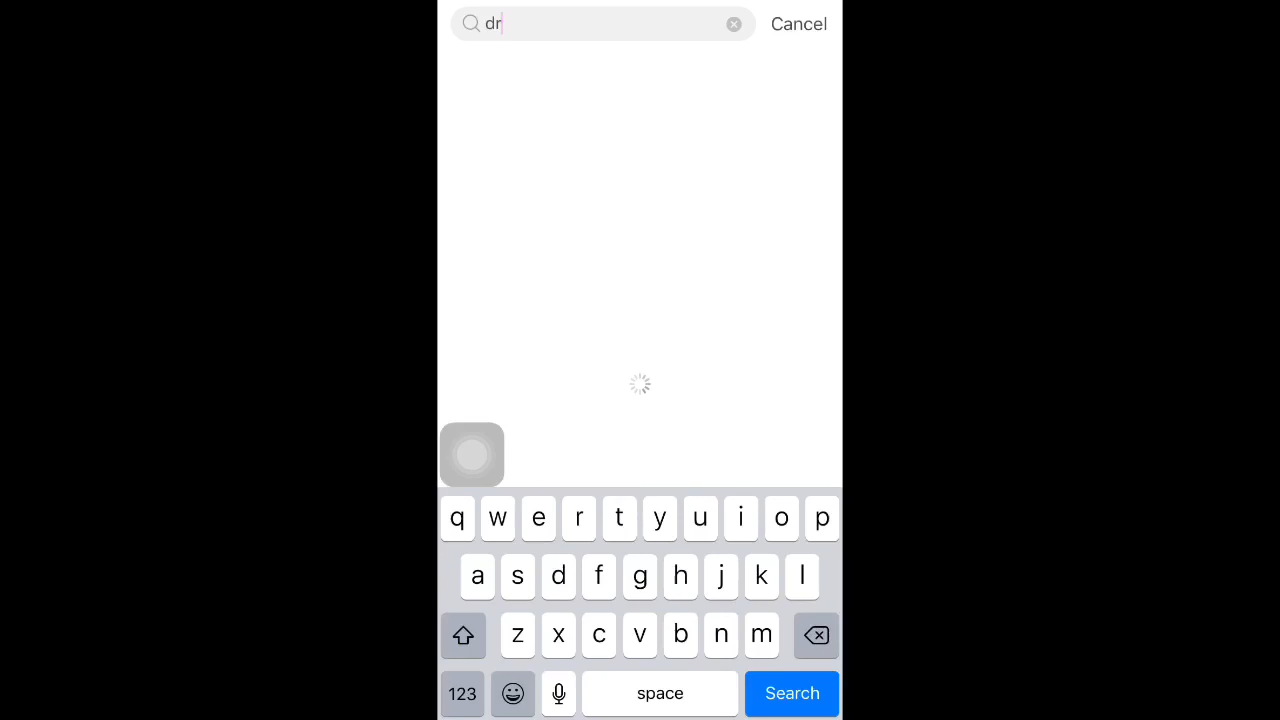 dr
Cancel
q w e r t y u i o p
a s d f g h j k l
z x c v b n m
123 space Search